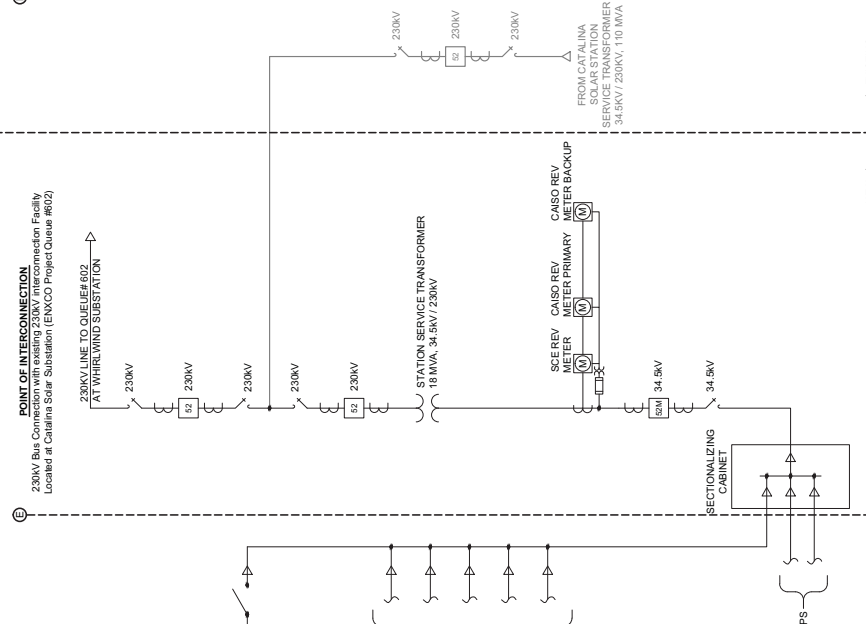 POINT OF INTERCONNECTION
230kV Bus Connection with existing 230kV interconnection Facility
Located at Catalina Solar Substation (ENXCO Project Queue #602)
230KV LINE TO QUEUE# 602
AT WHIRLWIND SUBSTATION
230kV
52
230kV
230kV
230kV
52
230kV
230kV
52
230kV
230kV
FROM CATALINA
SOLAR STATION
SERVICE TRANSFORMER
34.5KV / 230KV, 110 MVA
STATION SERVICE TRANSFORMER
18 MVA, 34.5kV / 230kV
SCE REV
METER
M
CAISO REV
METER PRIMARY
M
CAISO REV
METER BACKUP
M
52M
34.5kV
34.5kV
SECTIONALIZING
CABINET
E
PS